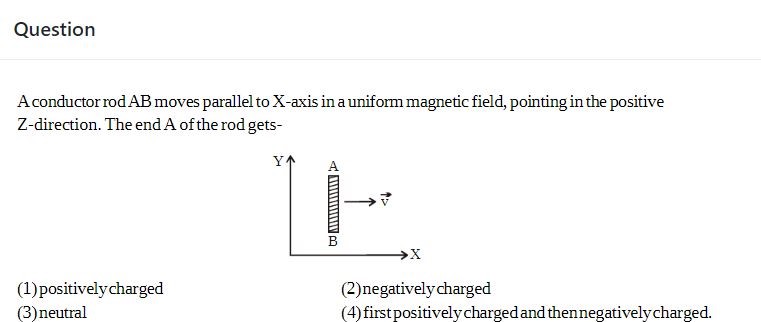 Question
A conductor rod AB moves parallel to X-axis in a uniform magnetic field, pointing in the positive
Z-direction. The end A of the rod gets-
Y
A
v⃗
B
X
(1) positively charged (2) negatively charged
(3) neutral (4) first positively charged and then negatively charged.